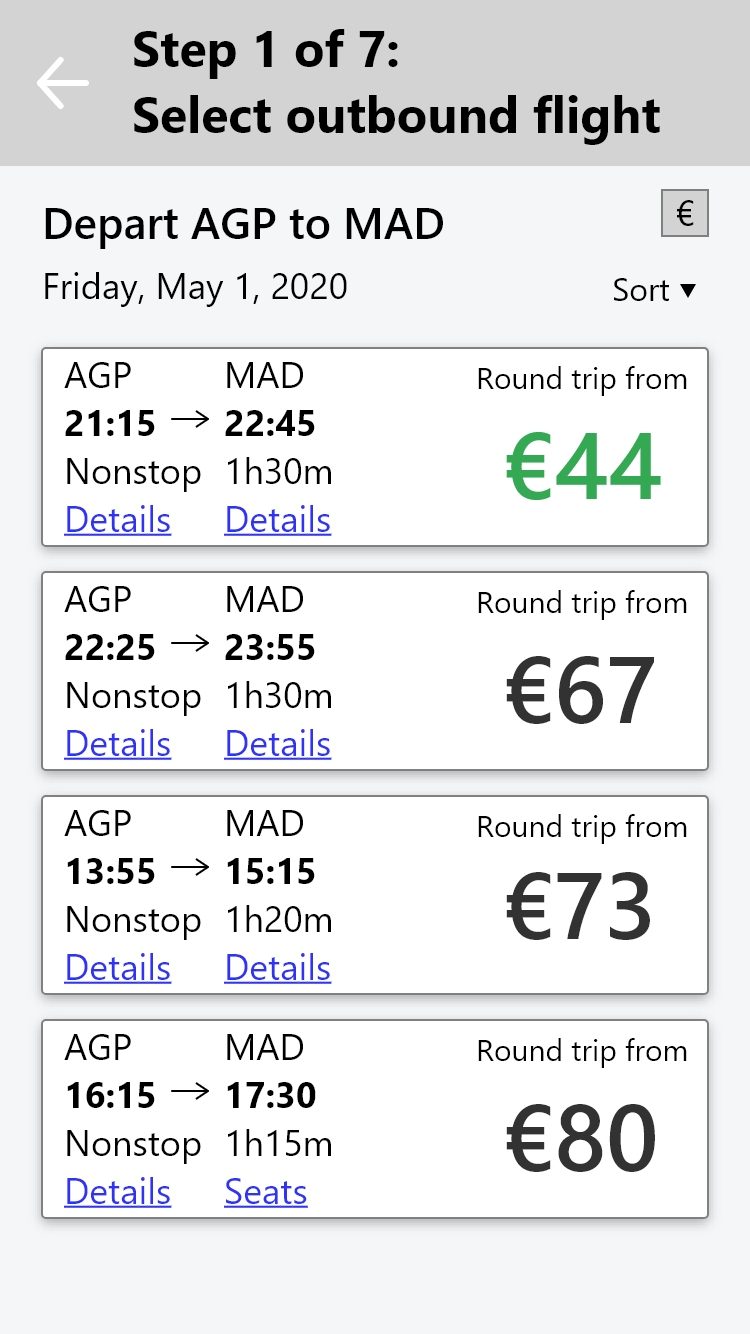 Step 1 of 7:
Select outbound flight
Depart AGP to MAD
€
Friday, May 1, 2020
Sort ▼
AGP MAD Round trip from
21:15 → 22:45
€44
Nonstop 1h30m
Details Details
AGP MAD Round trip from
22:25 → 23:55
€67
Nonstop 1h30m
Details Details
AGP MAD Round trip from
13:55 → 15:15
€73
Nonstop 1h20m
Details Details
AGP MAD Round trip from
16:15 → 17:30
€80
Nonstop 1h15m
Details Seats